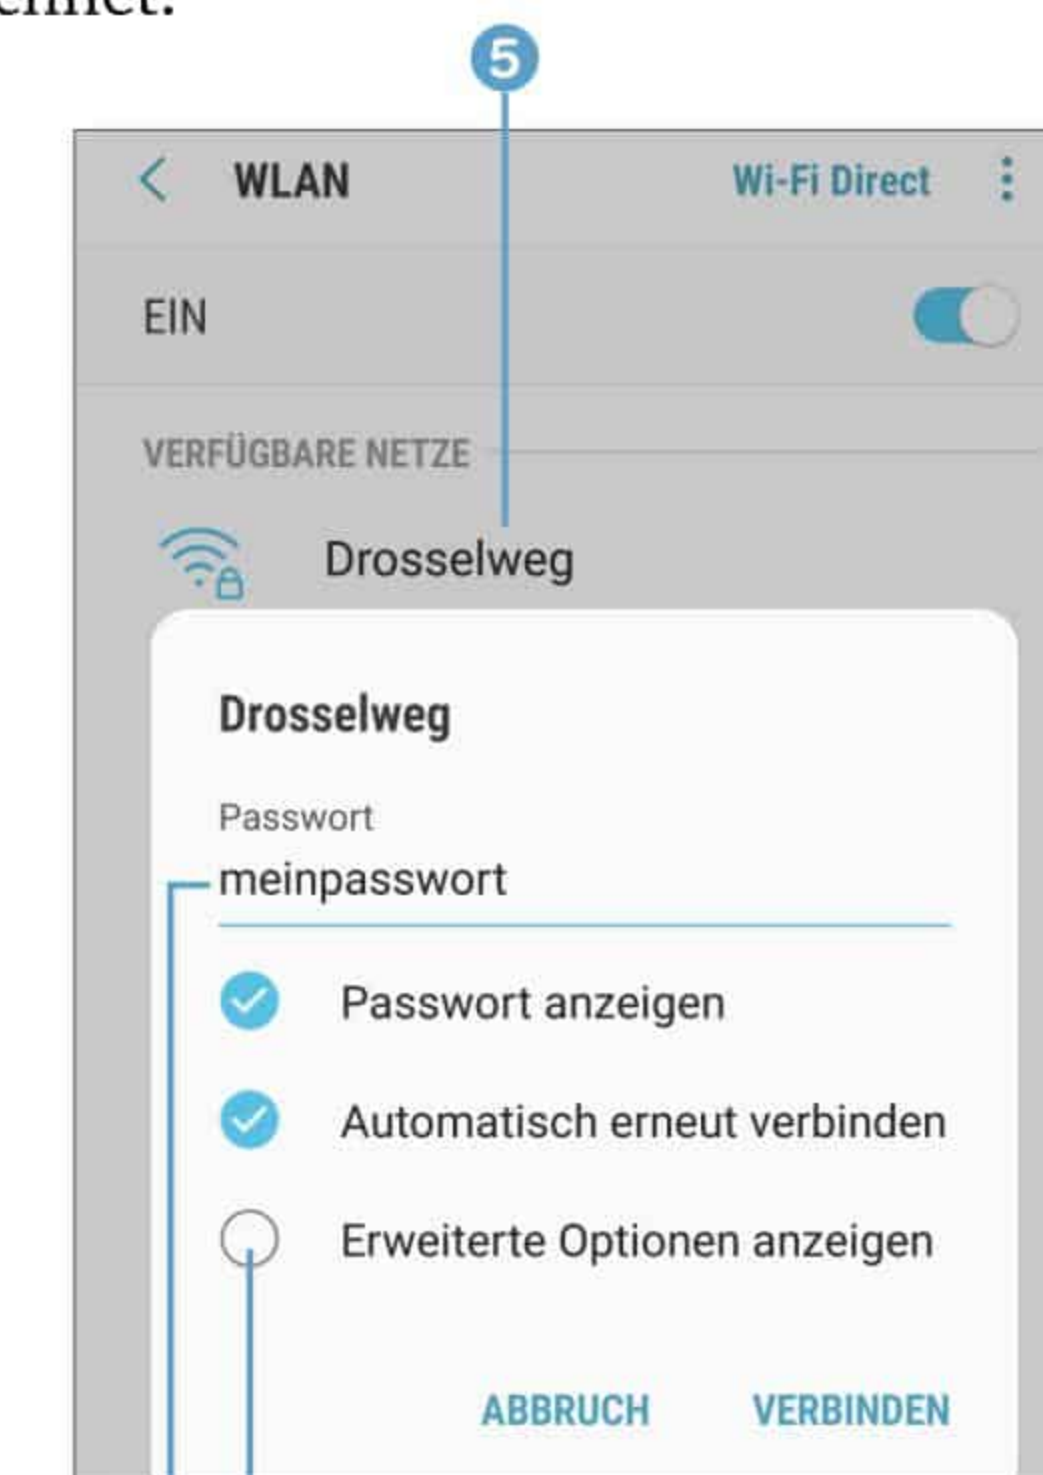 5
WLAN Wi-Fi Direct
EIN
VERFÜGBARE NETZE
Drosselweg
Drosselweg
Passwort
meinpasswort
Passwort anzeigen
Automatisch erneut verbinden
Erweiterte Optionen anzeigen
ABBRUCH VERBINDEN